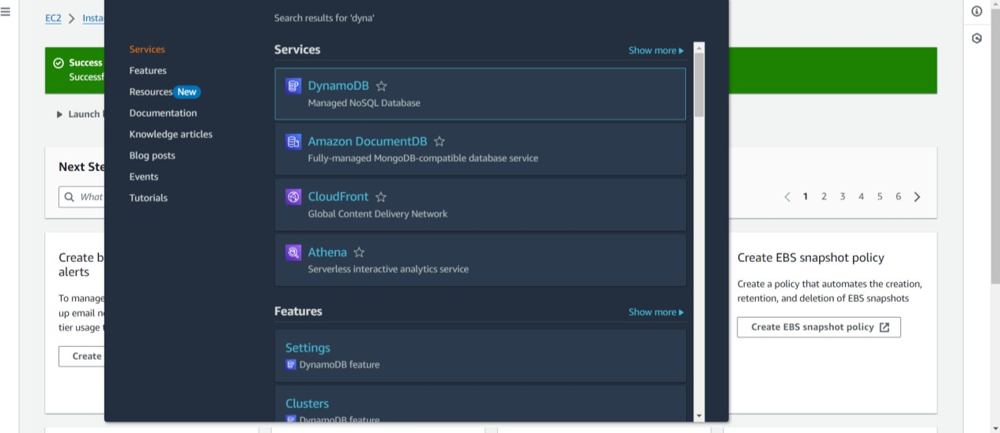 EC2
Search results for 'dyna'
Services
Features
Resources New
Documentation
Knowledge articles
Blog posts
Events
Tutorials
Services
Show more
DynamoDB
Managed NoSQL Database
Amazon DocumentDB
Fully-managed MongoDB-compatible database service
CloudFront
Global Content Delivery Network
Athena
Serverless interactive analytics service
Features
Show more
Settings
DynamoDB feature
Clusters
DynamoDB feature
Success
Launch
Next
What
1 2 3 4 5 6
Create
alerts
To manage
up email
tier usage
Create
Create EBS snapshot policy
Create a policy that automates the creation,
retention, and deletion of EBS snapshots
Create EBS snapshot policy